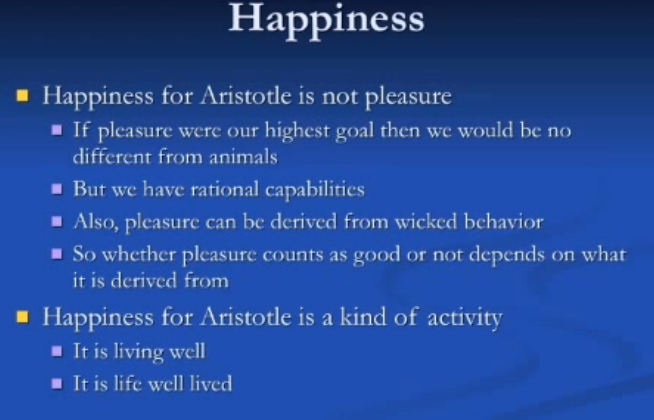 Happiness
Happiness for Aristotle is not pleasure
If pleasure were our highest goal then we would be no
different from animals
But we have rational capabilities
Also, pleasure can be derived from wicked behavior
So whether pleasure counts as good or not depends on what
it is derived from
Happiness for Aristotle is a kind of activity
It is living well
It is life well lived